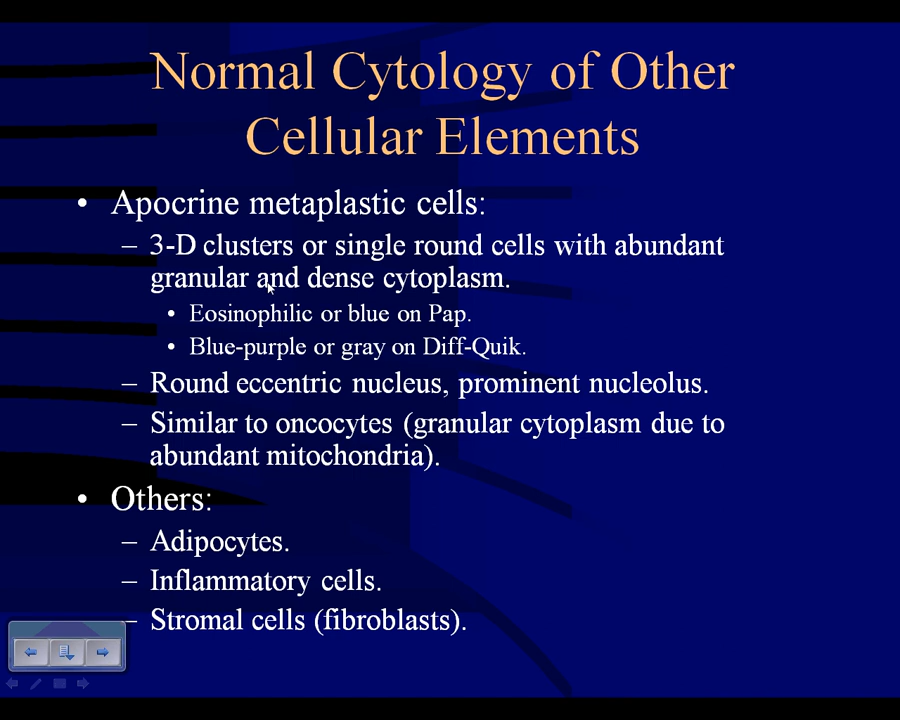 Normal Cytology of Other
Cellular Elements
• Apocrine metaplastic cells:
– 3-D clusters or single round cells with abundant
granular and dense cytoplasm.
• Eosinophilic or blue on Pap.
• Blue-purple or gray on Diff-Quik.
– Round eccentric nucleus, prominent nucleolus.
– Similar to oncocytes (granular cytoplasm due to
abundant mitochondria).
• Others:
– Adipocytes.
– Inflammatory cells.
– Stromal cells (fibroblasts).